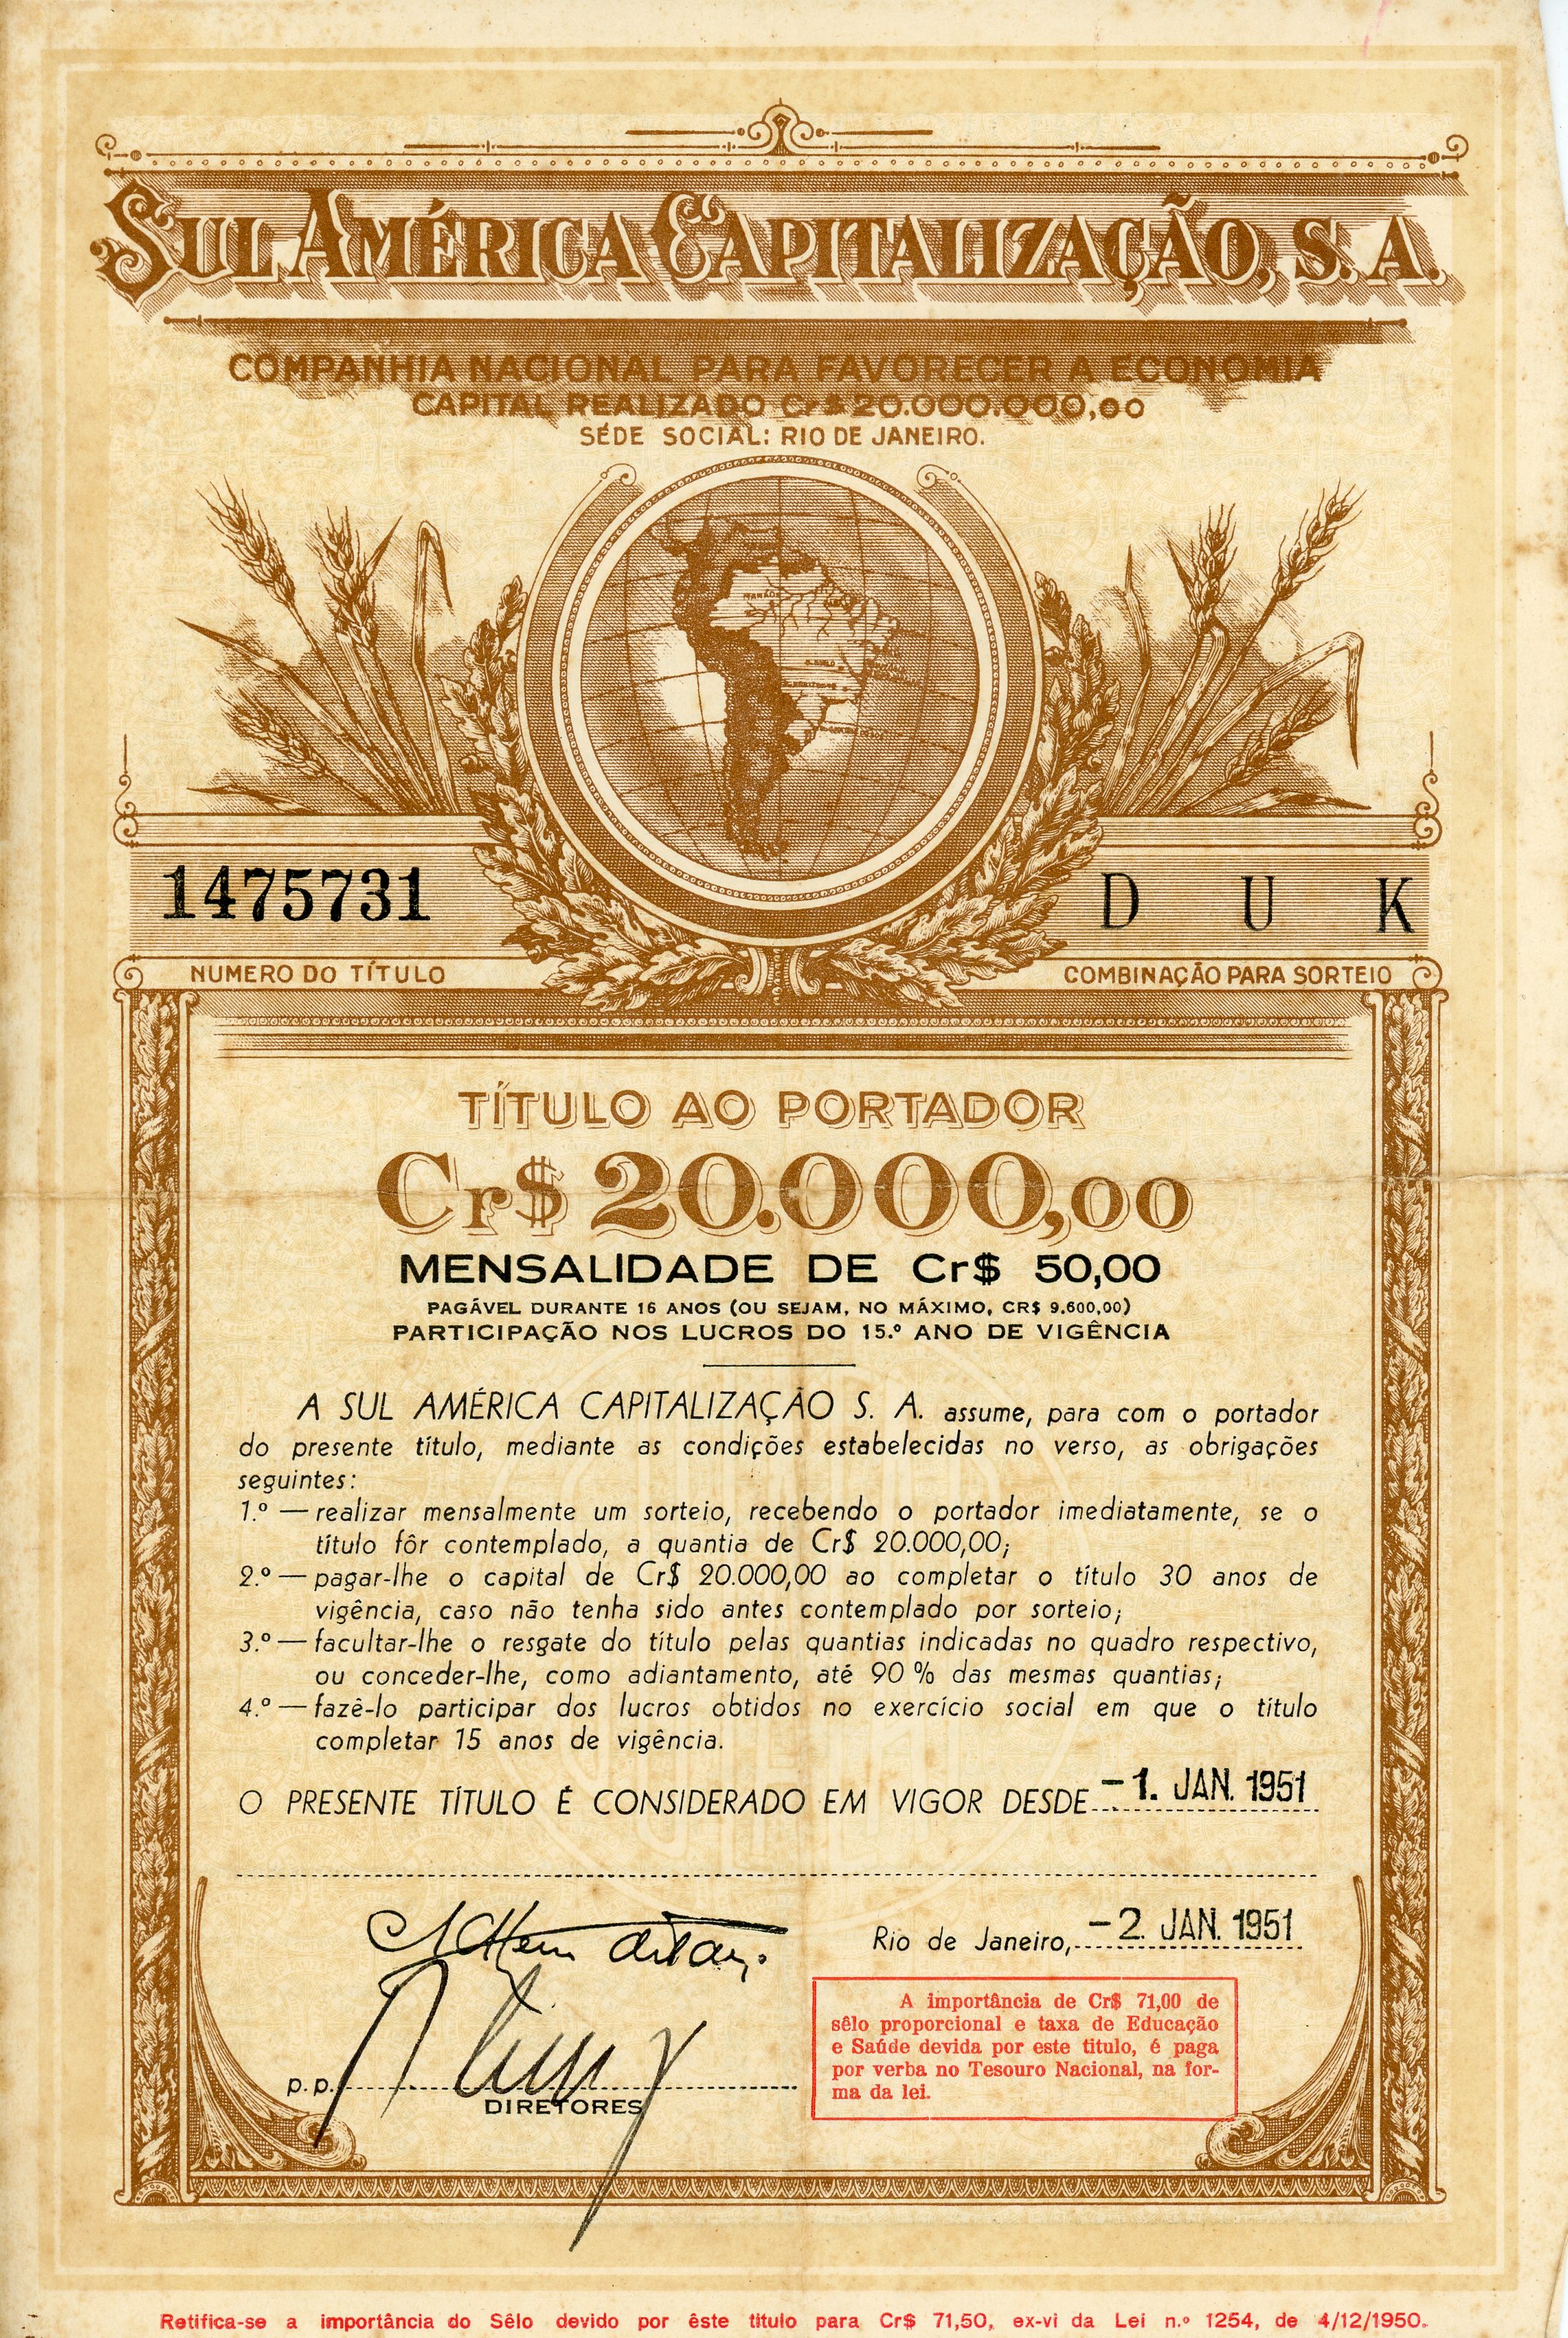 SUL AMÉRICA CAPITALIZAÇÃO, S. A.
COMPANHIA NACIONAL PARA FAVORECER A ECONOMIA
CAPITAL REALIZADO Cr$ 20.000.000,00
SÉDE SOCIAL: RIO DE JANEIRO.
1475731
D U K
NUMERO DO TÍTULO
COMBINAÇÃO PARA SORTEIO
TÍTULO AO PORTADOR
Cr$ 20.000,00
MENSALIDADE DE Cr$ 50,00
PAGÁVEL DURANTE 16 ANOS (OU SEJAM, NO MÁXIMO, CR$ 9.600,00)
PARTICIPAÇÃO NOS LUCROS DO 15.º ANO DE VIGÊNCIA
A SUL AMÉRICA CAPITALIZAÇÃO S. A. assume, para com o portador
do presente título, mediante as condições estabelecidas no verso, as obrigações
seguintes:
1.º — realizar mensalmente um sorteio, recebendo o portador imediatamente, se o
título fôr contemplado, a quantia de Cr$ 20.000,00;
2.º — pagar-lhe o capital de Cr$ 20.000,00 ao completar o título 30 anos de
vigência, caso não tenha sido antes contemplado por sorteio;
3.º — facultar-lhe o resgate do título pelas quantias indicadas no quadro respectivo,
ou conceder-lhe, como adiantamento, até 90 % das mesmas quantias;
4.º — fazê-lo participar dos lucros obtidos no exercício social em que o título
completar 15 anos de vigência.
O PRESENTE TÍTULO É CONSIDERADO EM VIGOR DESDE - 1. JAN. 1951
Rio de Janeiro, - 2. JAN. 1951
A importância de Cr$ 71,00 de
sêlo proporcional e taxa de Educação
e Saúde devida por este titulo, é paga
por verba no Tesouro Nacional, na for-
ma da lei.
p. p.
DIRETORES
Retifica-se a importância do Sêlo devido por êste titulo para Cr$ 71,50, ex-vi da Lei n.º 1254, de 4/12/1950.